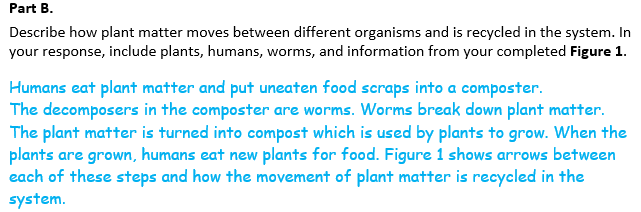 Part B.
Describe how plant matter moves between different organisms and is recycled in the system. In
your response, include plants, humans, worms, and information from your completed Figure 1.
Humans eat plant matter and put uneaten food scraps into a composter.
The decomposers in the composter are worms. Worms break down plant matter.
The plant matter is turned into compost which is used by plants to grow. When the
plants are grown, humans eat new plants for food. Figure 1 shows arrows between
each of these steps and how the movement of plant matter is recycled in the
system.